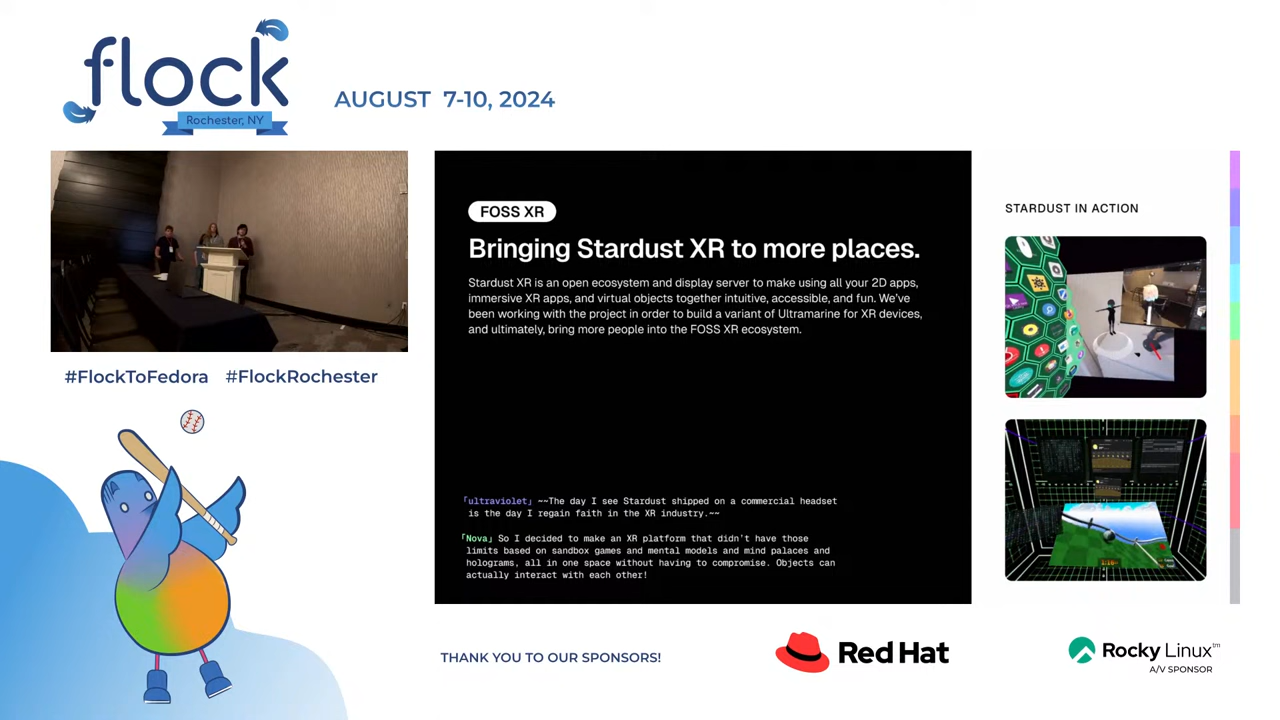 flock
Rochester, NY
AUGUST 7-10, 2024
#FlockToFedora #FlockRochester
FOSS XR
Bringing Stardust XR to more places.
Stardust XR is an open ecosystem and display server to make using all your 2D apps,
immersive XR apps, and virtual objects together intuitive, accessible, and fun. We've
been working with the project in order to build a variant of Ultramarine for XR devices,
and ultimately, bring more people into the FOSS XR ecosystem.
「ultraviolet」 ~~The day I see Stardust shipped on a commercial headset
is the day I regain faith in the XR industry.~~
「Nova」 So I decided to make an XR platform that didn't have those
limits based on sandbox games and mental models and mind palaces and
holograms, all in one space without having to compromise. Objects can
actually interact with each other!
STARDUST IN ACTION
THANK YOU TO OUR SPONSORS!
Red Hat
Rocky Linux™
A/V SPONSOR